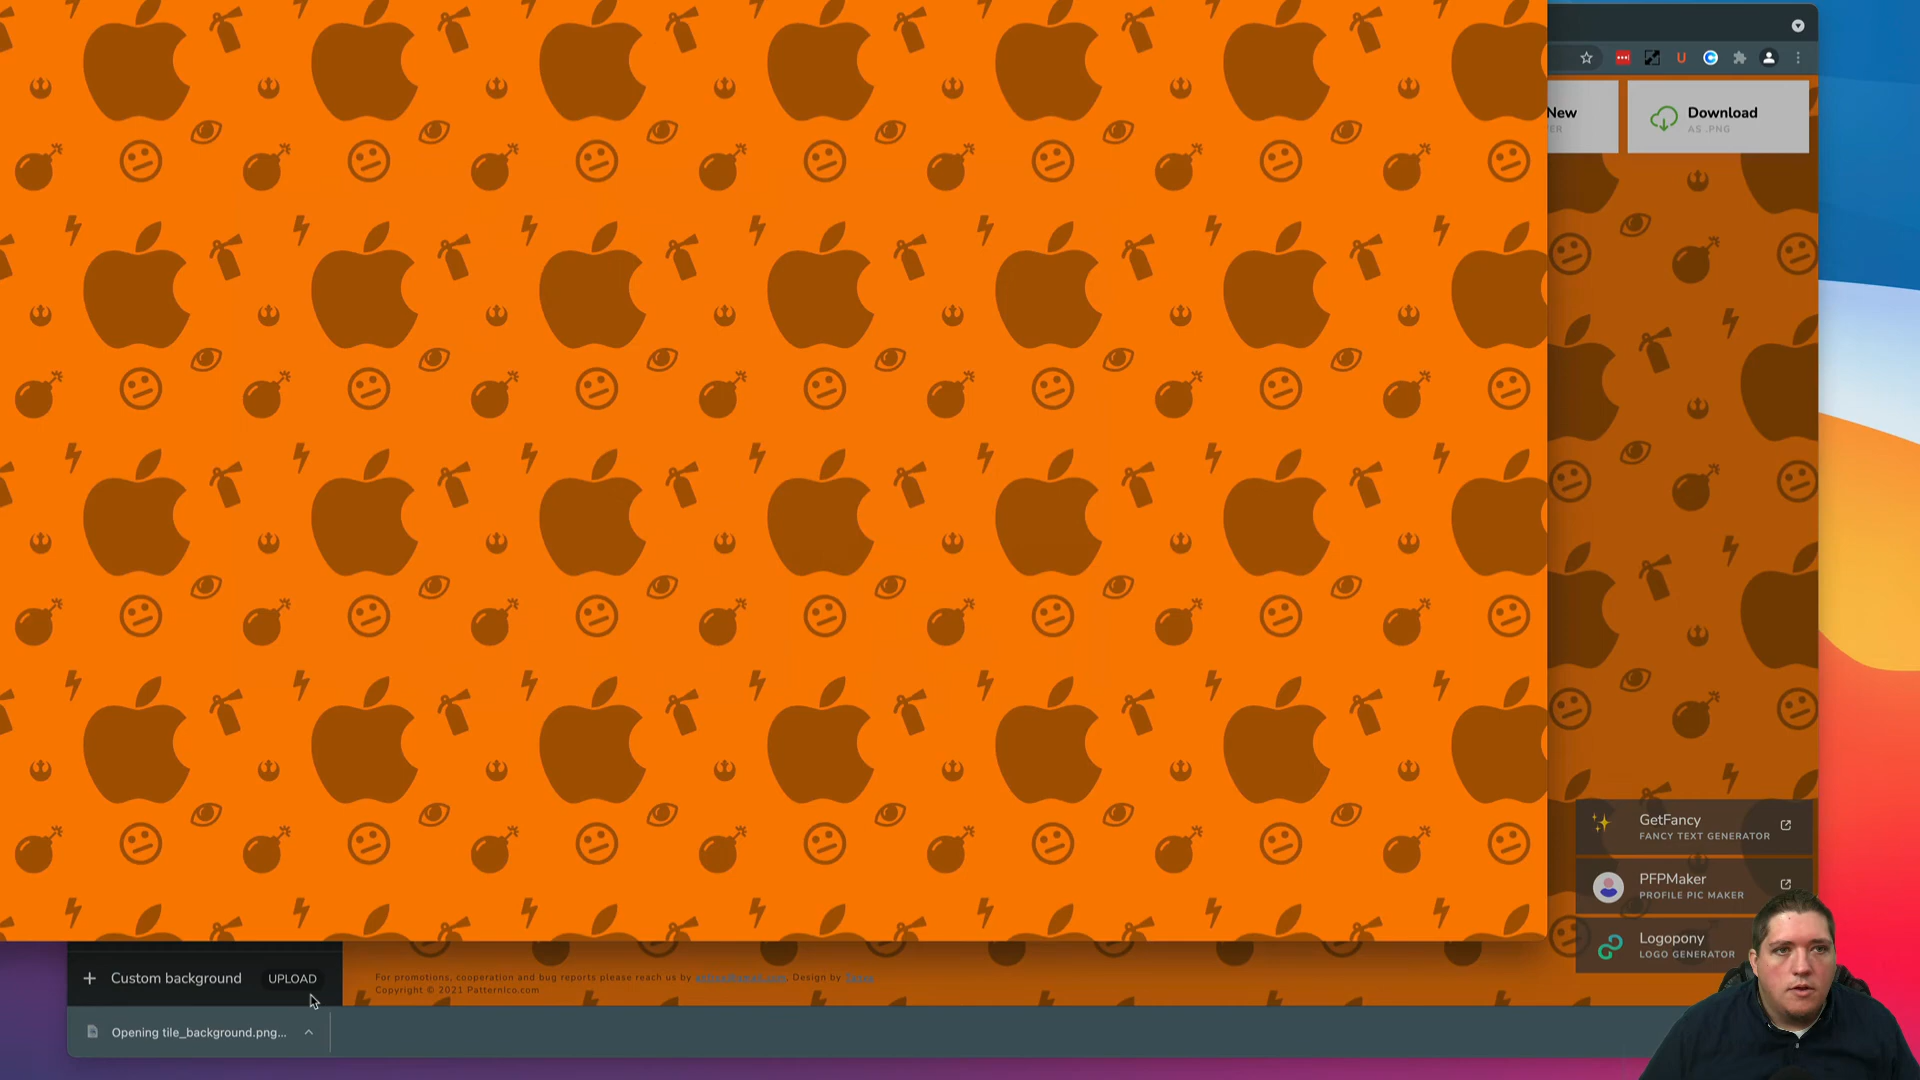 New
ER
Download
AS .PNG
GetFancy
FANCY TEXT GENERATOR
PFPMaker
PROFILE PIC MAKER
Logopony
LOGO GENERATOR
+ Custom background UPLOAD
For promotions, cooperation and bug reports please reach us by . Design by
Copyright © 2021 Patternico.com
Opening tile_background.png...